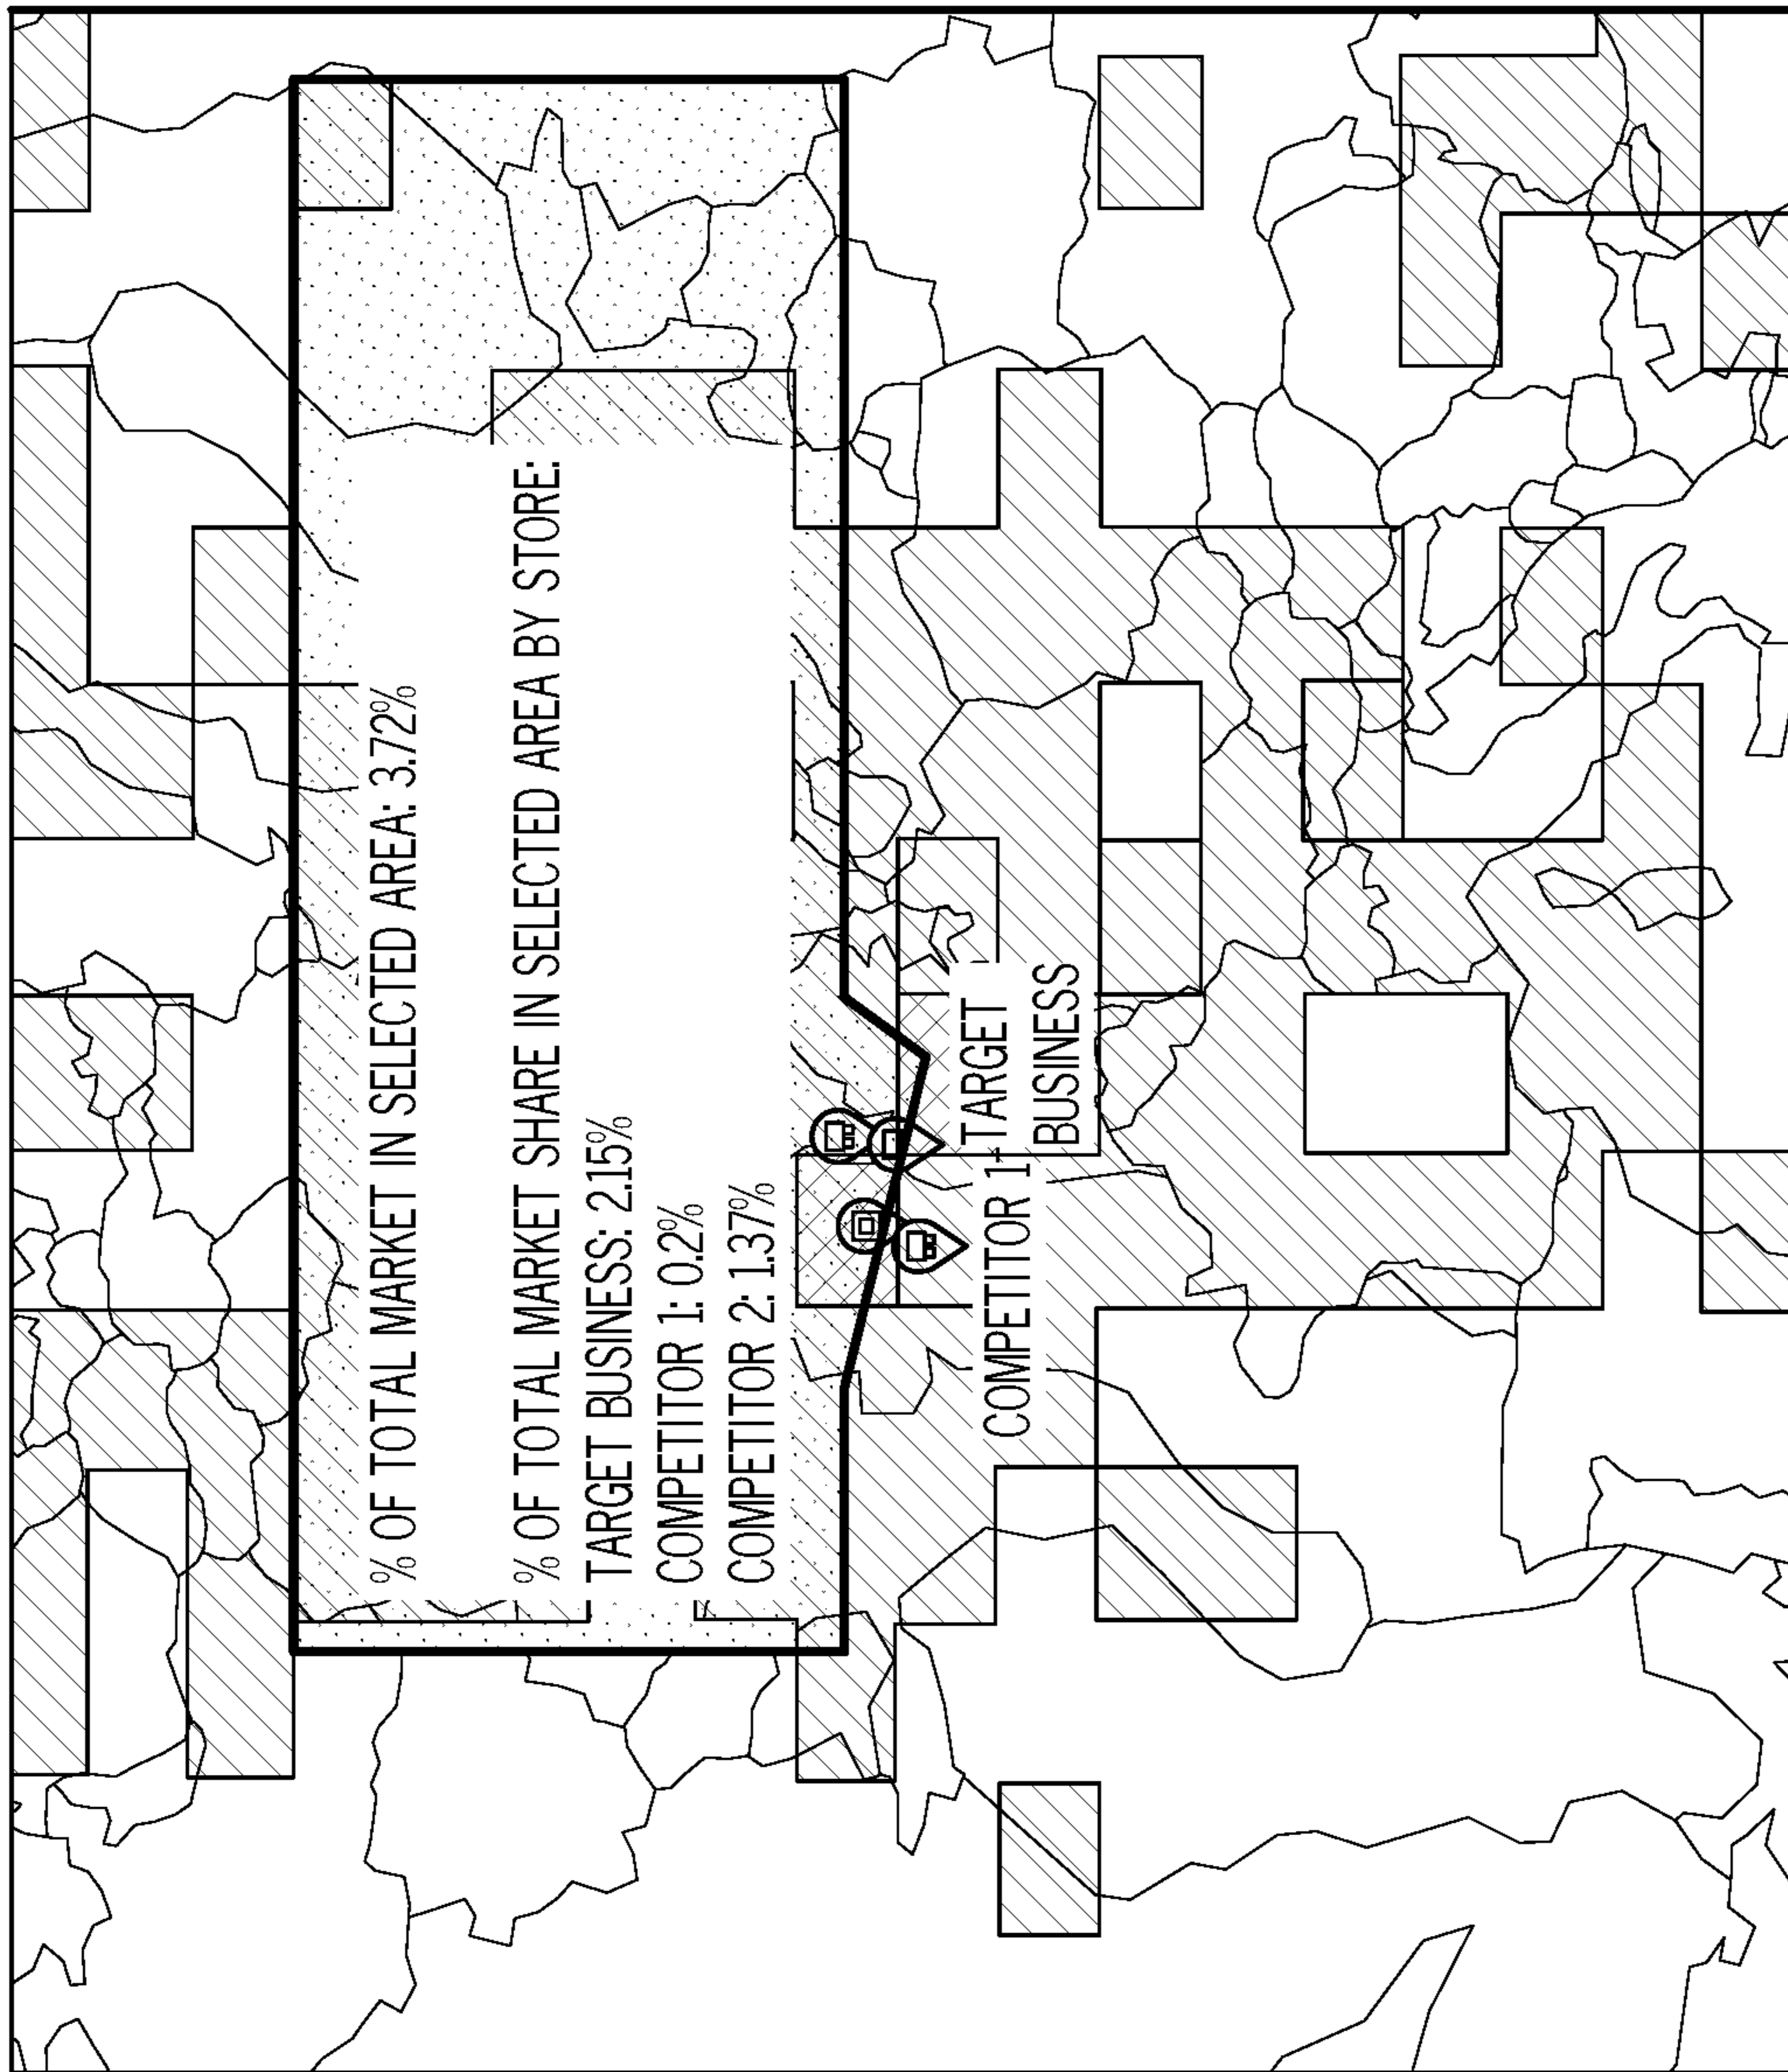 % OF TOTAL MARKET IN SELECTED AREA: 3.72%
% OF TOTAL MARKET SHARE IN SELECTED AREA BY STORE:
TARGET BUSINESS: 2.15%
COMPETITOR 1: 0.2%
COMPETITOR 2: 1.37%
TARGET
BUSINESS
COMPETITOR 1